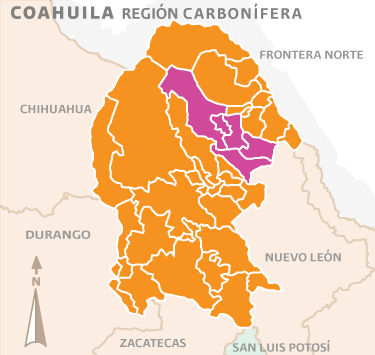 COAHUILA REGIÓN CARBONÍFERA
FRONTERA NORTE
CHIHUAHUA
DURANGO
NUEVO LEÓN
N
ZACATECAS
SAN LUIS POTOSÍ